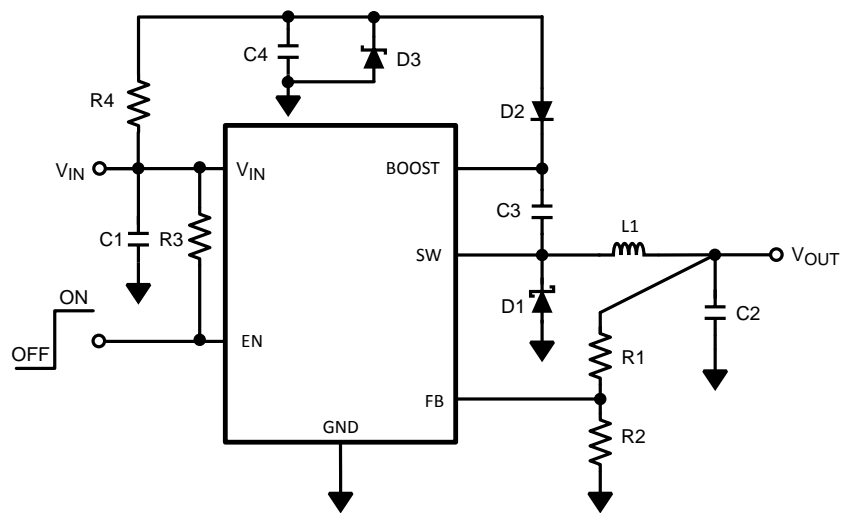 C4
D3
R4
D2
VIN
VIN
BOOST
C3
C1
R3
L1
SW
VOUT
ON
D1
C2
OFF
EN
R1
FB
GND
R2